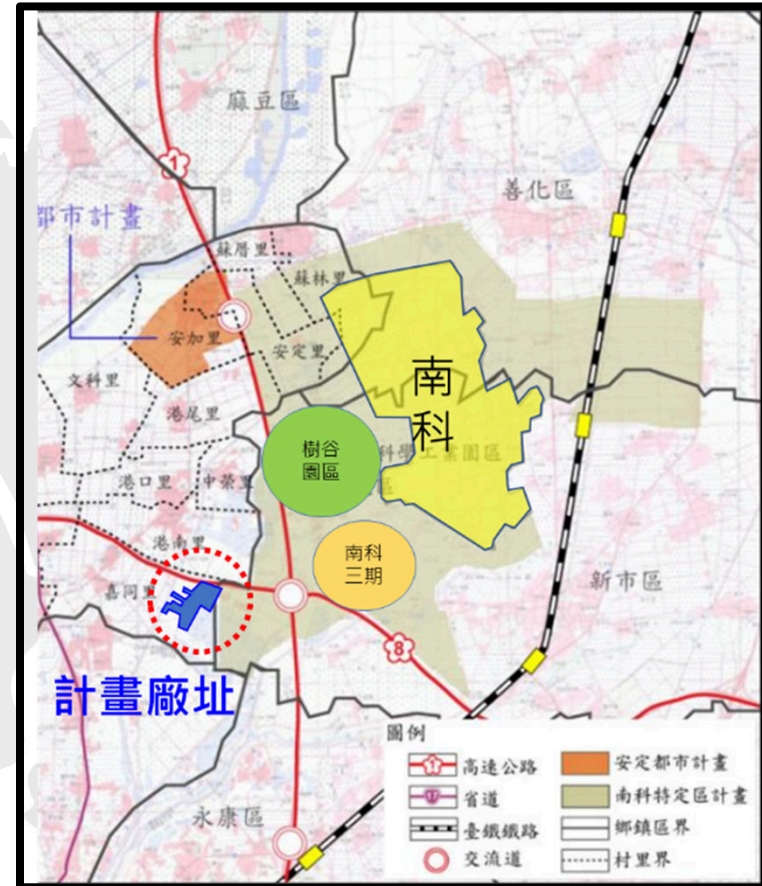 麻豆區
1
善化區
都市計畫
蘇厝里
蘇林里
安加里
安定里
文科里
南
科
港尾里
樹谷
園區
科學工業園區
區
港口里
中榮里
港南里
南科
三期
嘉同里
新市區
8
計畫廠址
永康區
圖例
1 高速公路
安定都市計畫
省道
南科特定區計畫
臺鐵鐵路
鄉鎮區界
交流道
村里界